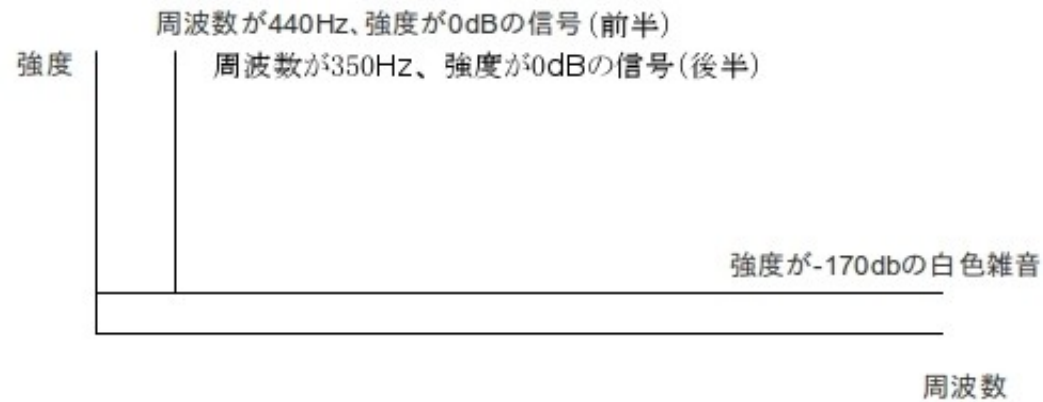 周波数が440Hz、強度が0dBの信号(前半)
強度
周波数が350Hz、強度が0dBの信号(後半)
強度が-170dbの白色雑音
周波数